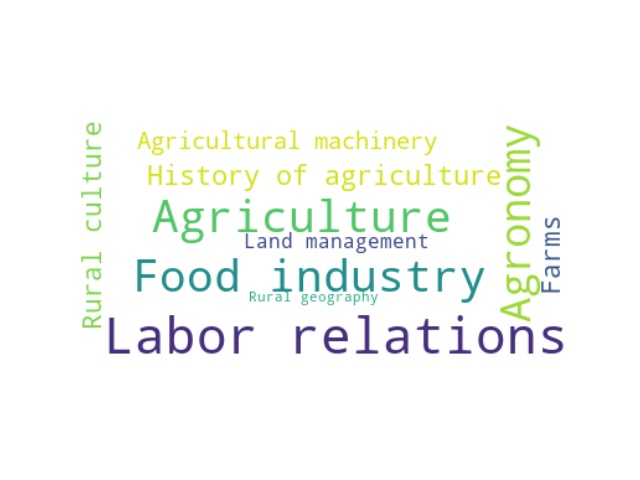 Rural culture
Agricultural machinery
History of agriculture
Agriculture
Land management
Food industry
Rural geography
Labor relations
Agronomy
Farms